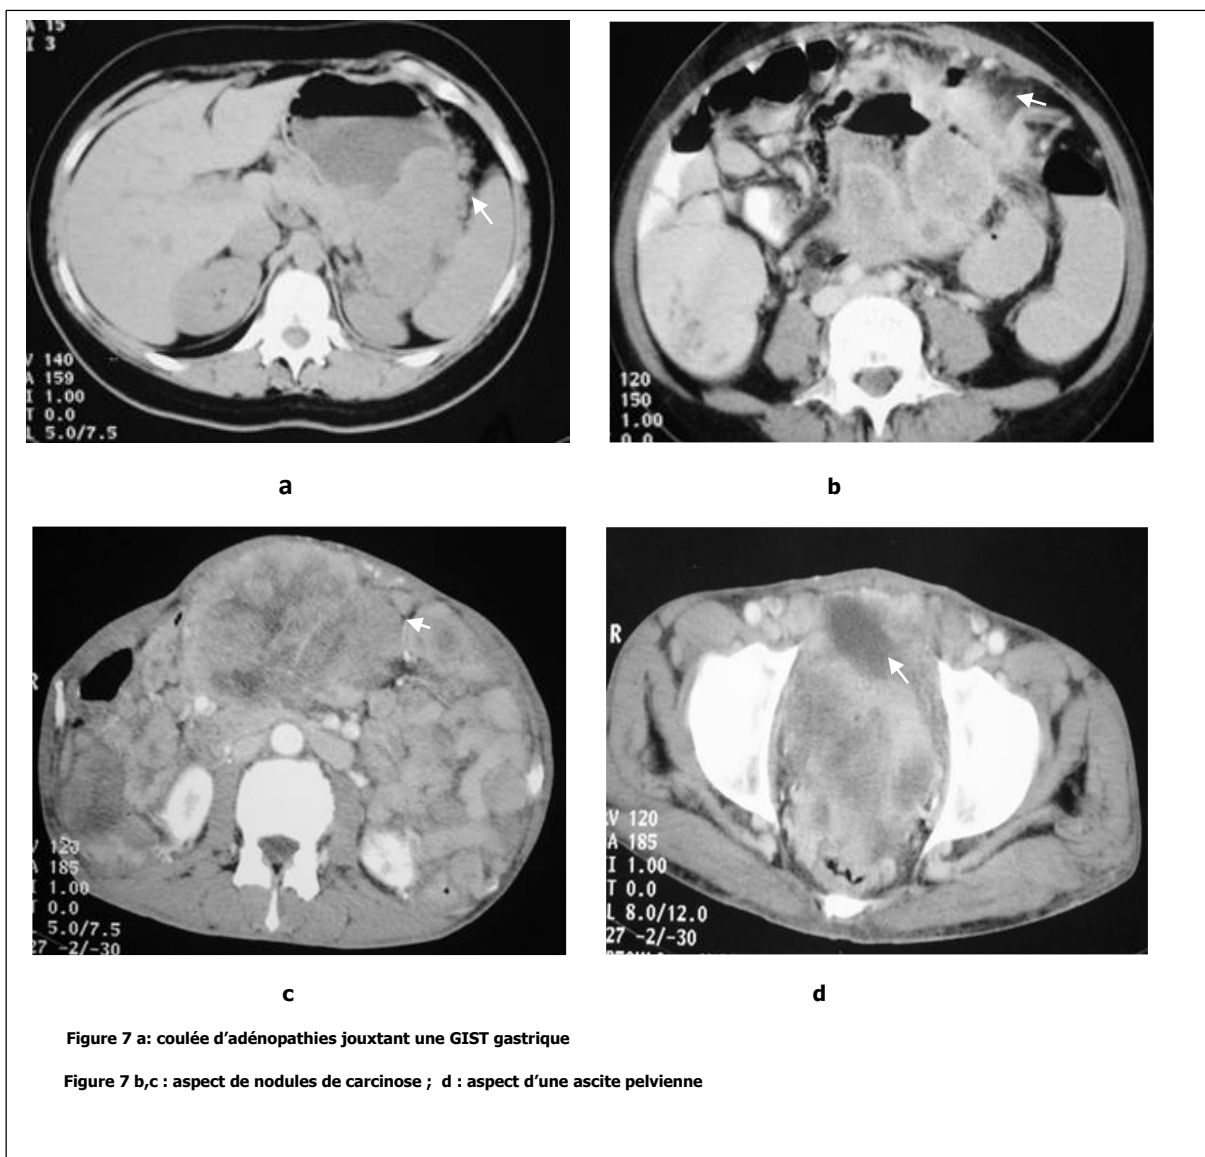 A 15
I 3
V 140
A 159
I 1.00
T 0.0
L 5.0/7.5
120
150
1.00
0.0
a
b
R
V 120
A 185
I 1.00
T 0.0
5.0/7.5
27 -2/-30
R
RV 120
A 185
I 1.00
T 0.0
L 8.0/12.0
27 -2/-30
c
d
Figure 7 a: coulée d’adénopathies jouxtant une GIST gastrique
Figure 7 b,c : aspect de nodules de carcinose ; d : aspect d’une ascite pelvienne